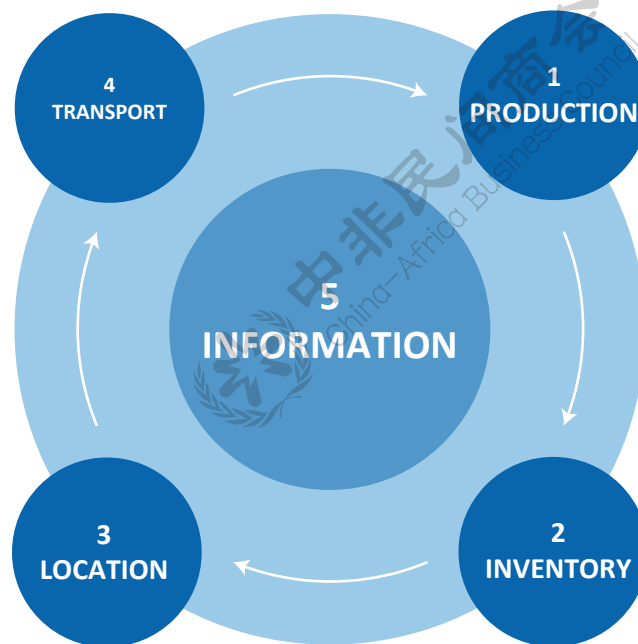 4
TRANSPORT
1
PRODUCTION
5
INFORMATION
3
LOCATION
2
INVENTORY
中非民间商会
China-Africa Business Council